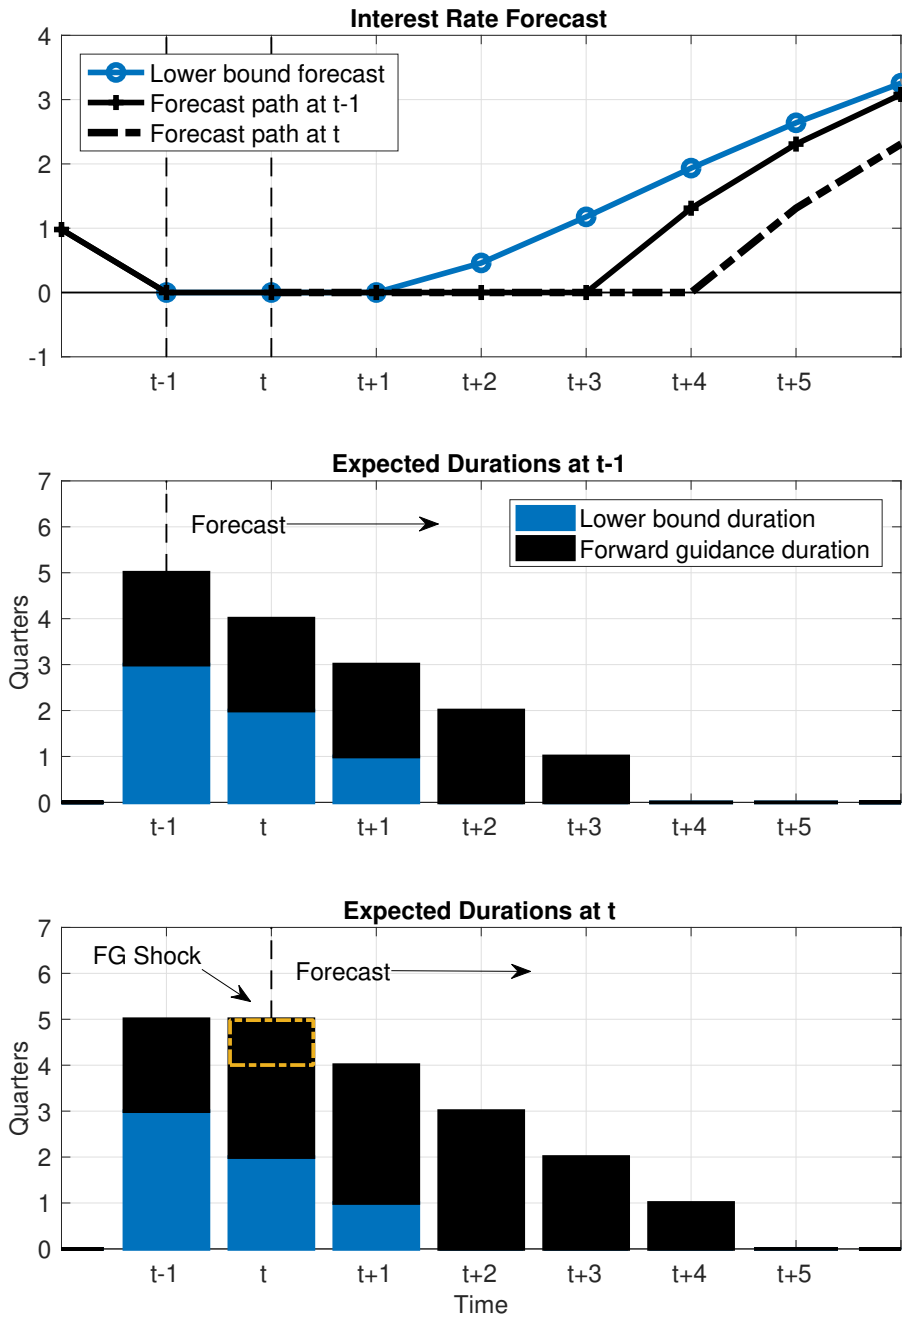 Interest Rate Forecast
4
3
2
1
0
-1
Lower bound forecast
Forecast path at t-1
Forecast path at t
t-1 t t+1 t+2 t+3 t+4 t+5
Expected Durations at t-1
7
6
5
4
3
2
1
0
Quarters
Forecast
Lower bound duration
Forward guidance duration
t-1 t t+1 t+2 t+3 t+4 t+5
Expected Durations at t
7
6
5
4
3
2
1
0
Quarters
FG Shock
Forecast
t-1 t t+1 t+2 t+3 t+4 t+5
Time